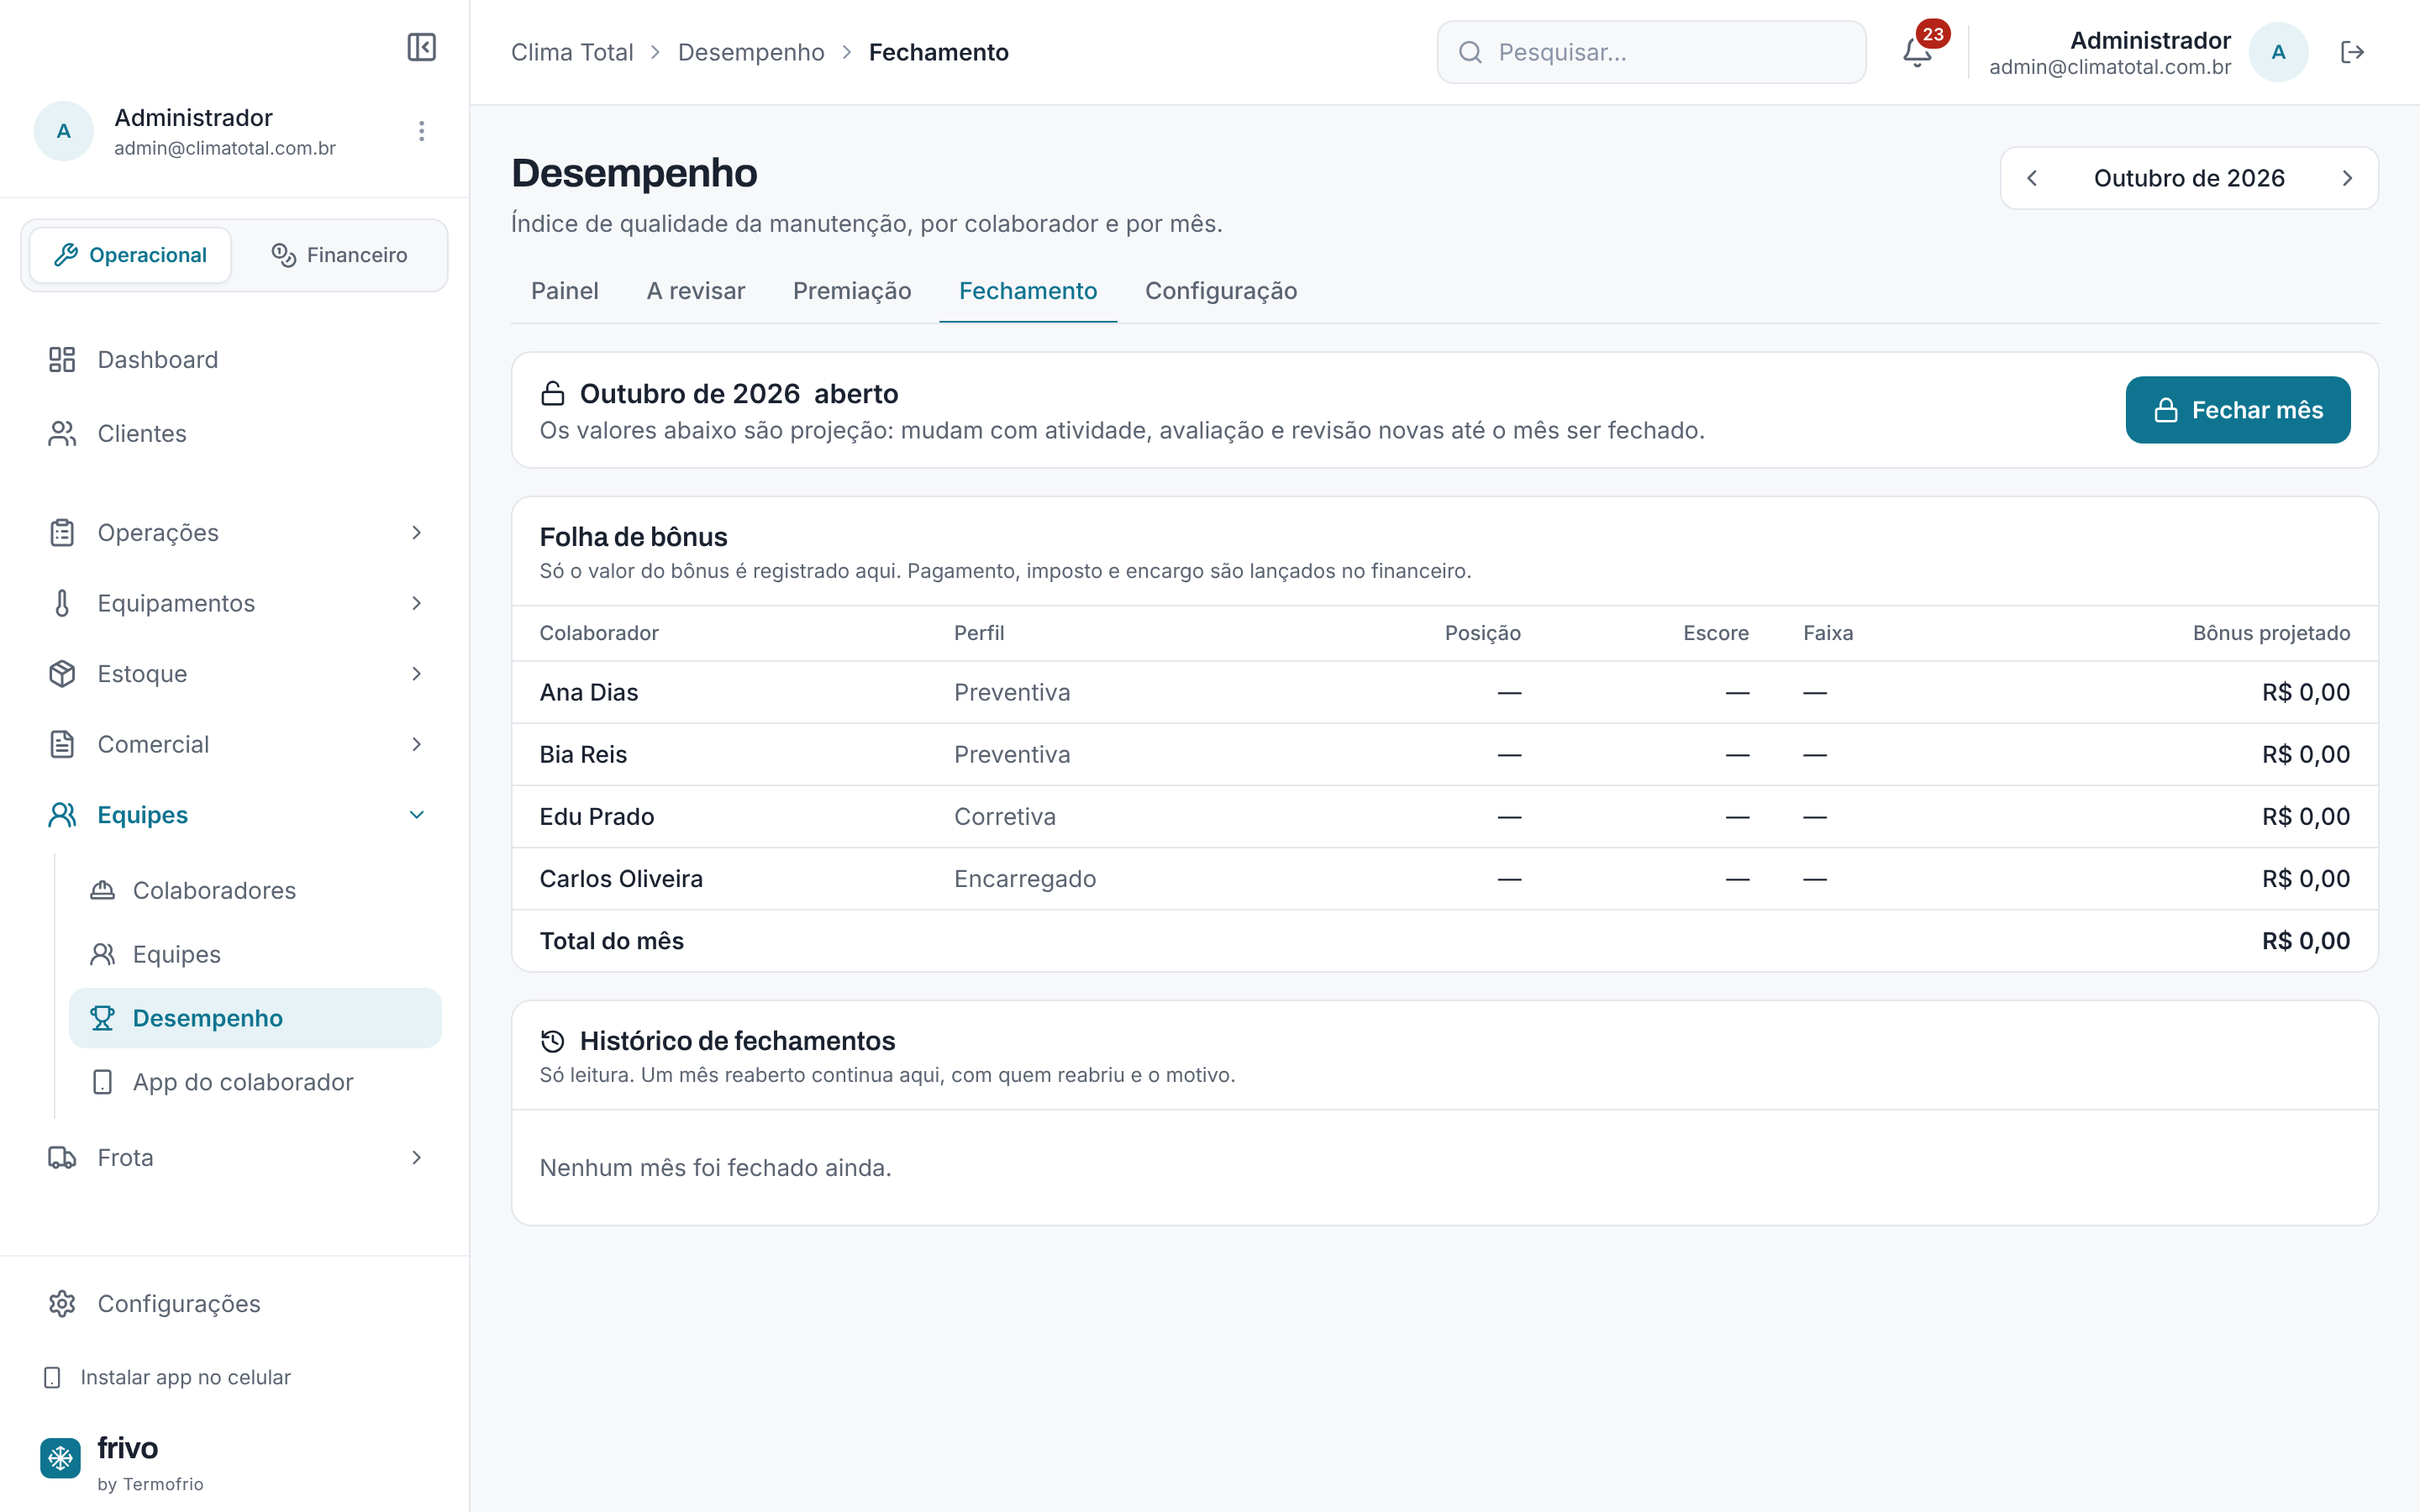 Administrador
admin@climatotal.com.br
A
Operacional
Financeiro
Dashboard
Clientes
Operações
Equipamentos
Estoque
Comercial
Equipes
Colaboradores
Equipes
Desempenho
App do colaborador
Frota
Configurações
Instalar app no celular
frivo
by Termofrio
Clima Total > Desempenho > Fechamento
Pesquisar...
23
Administrador
admin@climatotal.com.br
A
Desempenho
Índice de qualidade da manutenção, por colaborador e por mês.
Outubro de 2026
Painel A revisar Premiação Fechamento Configuração
Outubro de 2026 aberto
Os valores abaixo são projeção: mudam com atividade, avaliação e revisão novas até o mês ser fechado.
Fechar mês
Folha de bônus
Só o valor do bônus é registrado aqui. Pagamento, imposto e encargo são lançados no financeiro.
Colaborador Perfil Posição Escore Faixa Bônus projetado
Ana Dias Preventiva — — — R$ 0,00
Bia Reis Preventiva — — — R$ 0,00
Edu Prado Corretiva — — — R$ 0,00
Carlos Oliveira Encarregado — — — R$ 0,00
Total do mês R$ 0,00
Histórico de fechamentos
Só leitura. Um mês reaberto continua aqui, com quem reabriu e o motivo.
Nenhum mês foi fechado ainda.